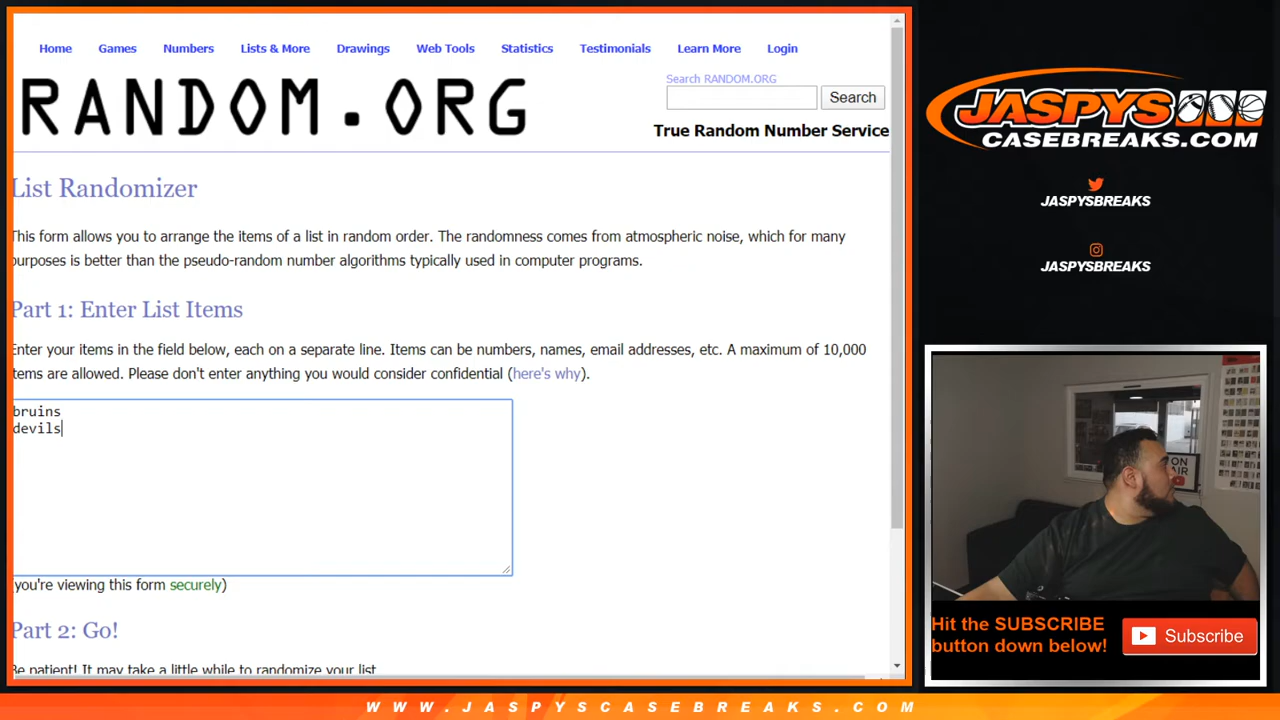 Home Games Numbers Lists & More Drawings Web Tools Statistics Testimonials Learn More Login
RANDOM.ORG
Search RANDOM.ORG
Search
True Random Number Service
List Randomizer
This form allows you to arrange the items of a list in random order. The randomness comes from atmospheric noise, which for many
purposes is better than the pseudo-random number algorithms typically used in computer programs.
Part 1: Enter List Items
Enter your items in the field below, each on a separate line. Items can be numbers, names, email addresses, etc. A maximum of 10,000
items are allowed. Please don't enter anything you would consider confidential (here's why).
bruins
devils
(you're viewing this form securely)
Part 2: Go!
Be patient! It may take a little while to randomize your list
JASPYS
CASEBREAKS.COM
JASPYSBREAKS
JASPYSBREAKS
ON
AIR
Hit the SUBSCRIBE
button down below!
Subscribe
WWW.JASPYSCASEBREAKS.COM